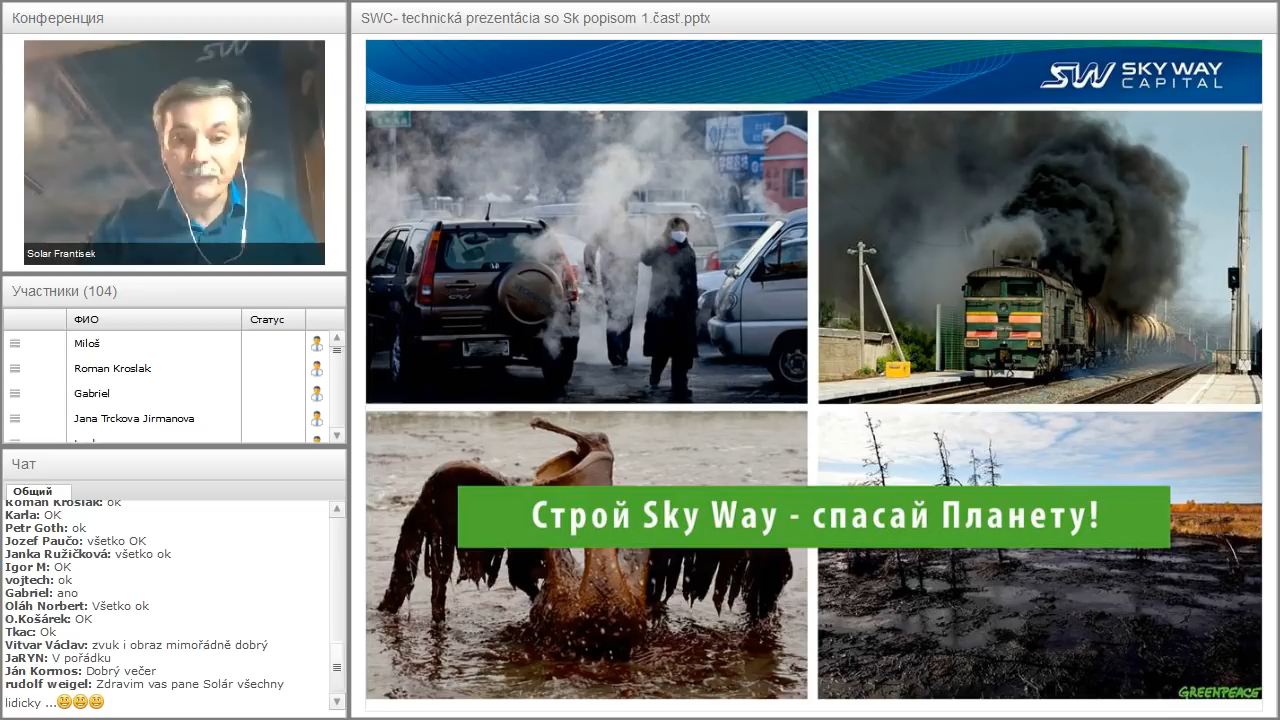 Конференция
Solar Frantisek
Участники (104)
ФИО
Статус
Miloš
Roman Kroslak
Gabriel
Jana Trckova Jirmanova
Чат
Общий
Roman Kroslak: ok
Karla: OK
Petr Goth: ok
Jozef Paučo: všetko OK
Janka Ružičková: všetko ok
Igor M: OK
vojtech: ok
Gabriel: ano
Oláh Norbert: Všetko ok
O.Košárek: OK
Tkac: Ok
Vitvar Václav: zvuk i obraz mimořádně dobrý
JaRYN: V pořádku
Ján Kormos: Dobrý večer
rudolf weigel: Zdravim vas pane Solár všechny
lidicky ...
SWC- technická prezentácia so Sk popisom 1.časť.pptx
SW SKY WAY
CAPITAL
Строй Sky Way - спасай Планету!
GREENPEACE